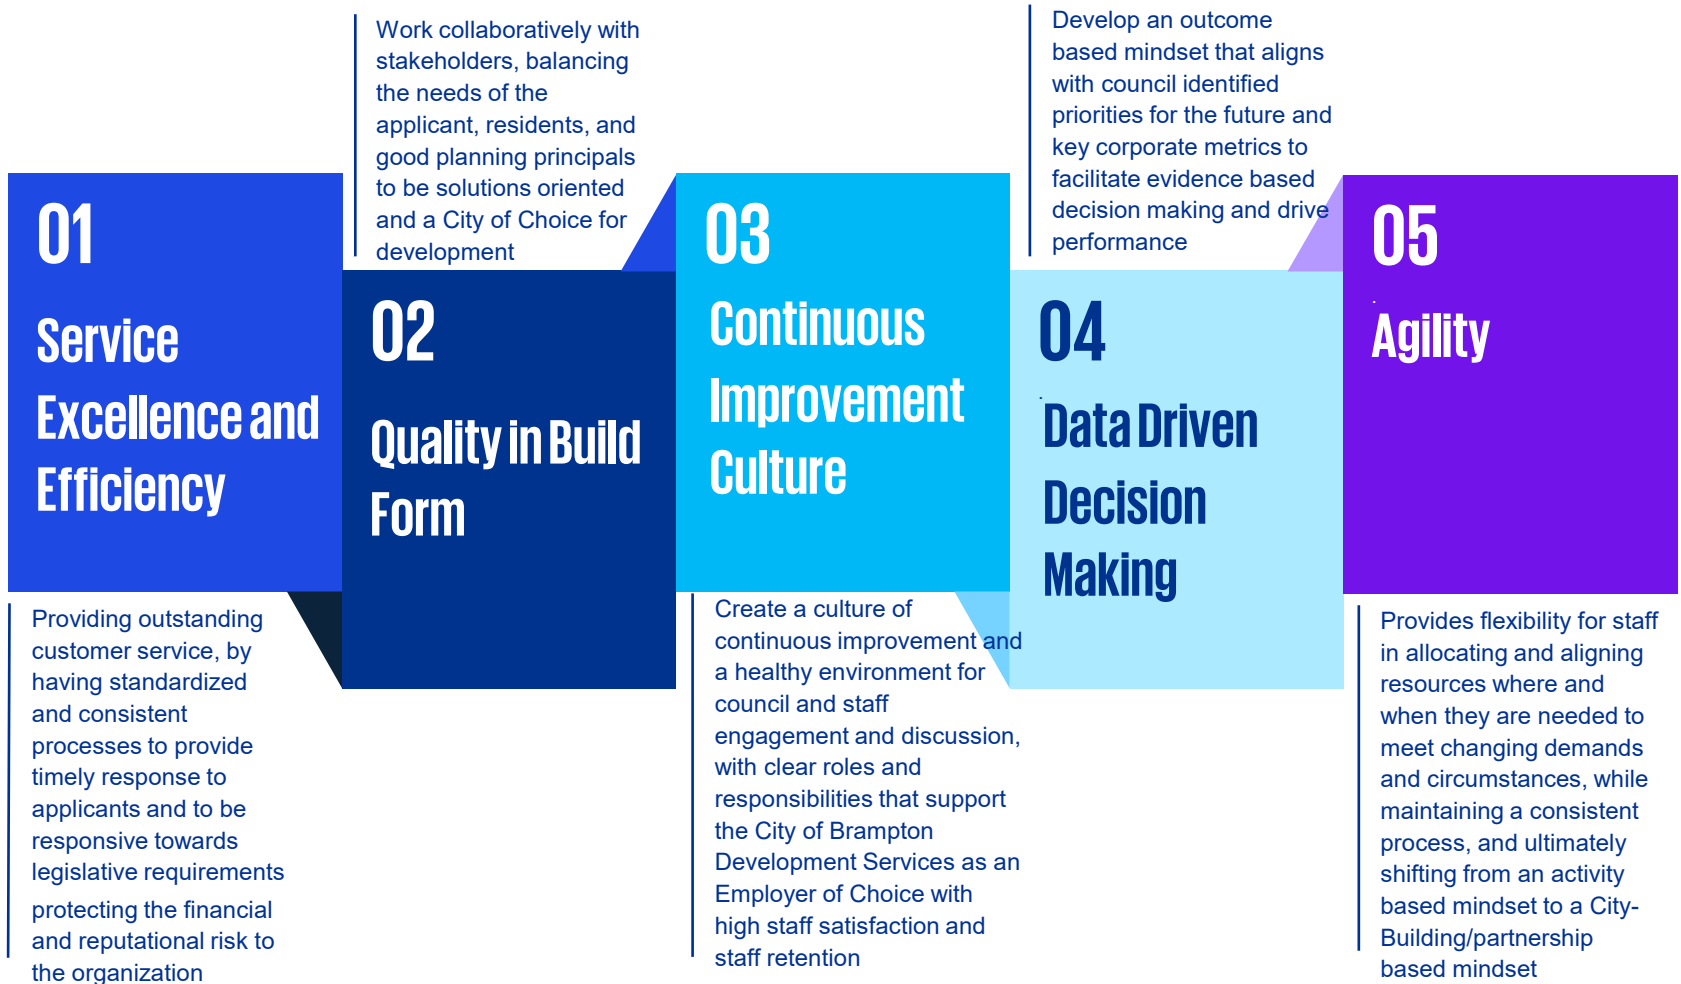 01
Service
Excellence and
Efficiency
Providing outstanding
customer service, by
having standardized
and consistent
processes to provide
timely response to
applicants and to be
responsive towards
legislative requirements
protecting the financial
and reputational risk to
the organization
Work collaboratively with
stakeholders, balancing
the needs of the
applicant, residents, and
good planning principals
to be solutions oriented
and a City of Choice for
development
02
Quality in Build
Form
03
Continuous
Improvement
Culture
Create a culture of
continuous improvement and
a healthy environment for
council and staff
engagement and discussion,
with clear roles and
responsibilities that support
the City of Brampton
Development Services as an
Employer of Choice with
high staff satisfaction and
staff retention
Develop an outcome
based mindset that aligns
with council identified
priorities for the future and
key corporate metrics to
facilitate evidence based
decision making and drive
performance
04
Data Driven
Decision
Making
05
Agility
Provides flexibility for staff
in allocating and aligning
resources where and
when they are needed to
meet changing demands
and circumstances, while
maintaining a consistent
process, and ultimately
shifting from an activity
based mindset to a City-
Building/partnership
based mindset